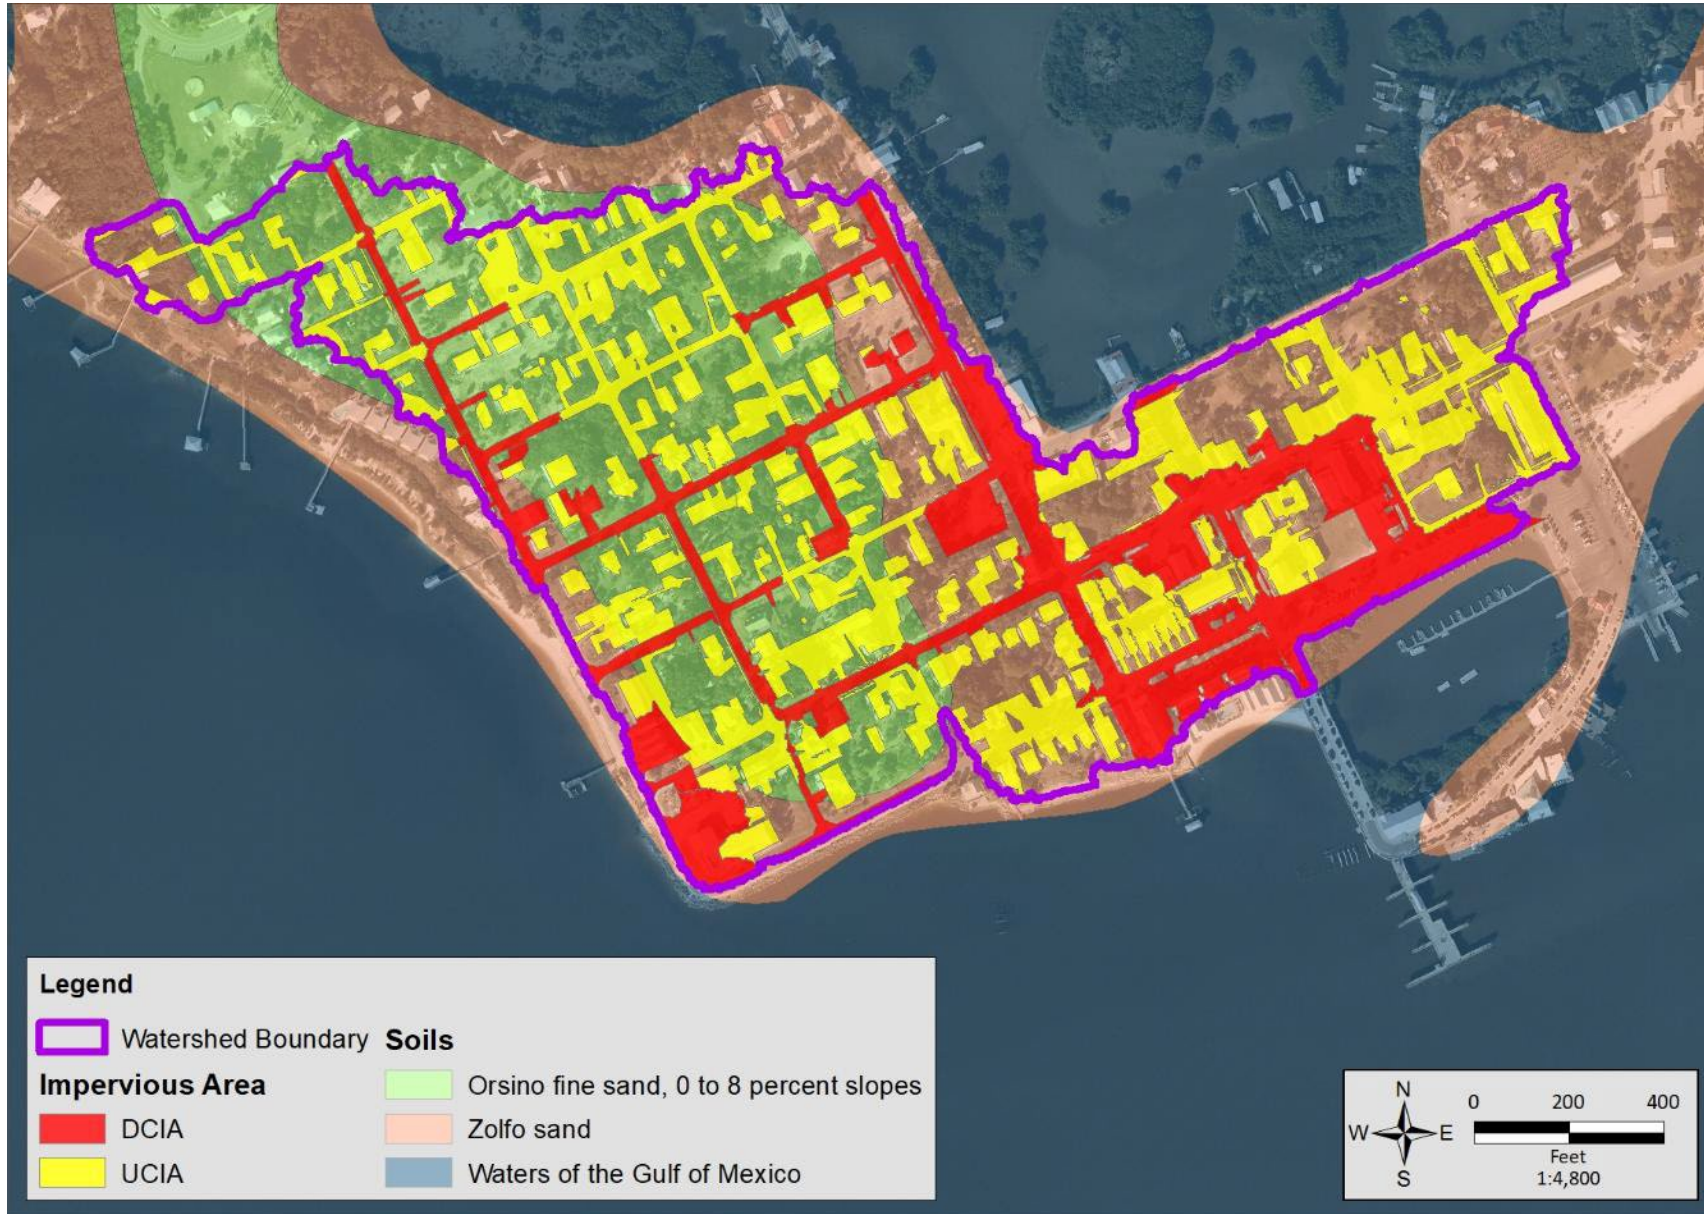 Legend
Watershed Boundary
Impervious Area
DCIA
UCIA
Soils
Orsino fine sand, 0 to 8 percent slopes
Zolfo sand
Waters of the Gulf of Mexico
N
W E
S
0 200 400
Feet
1:4,800